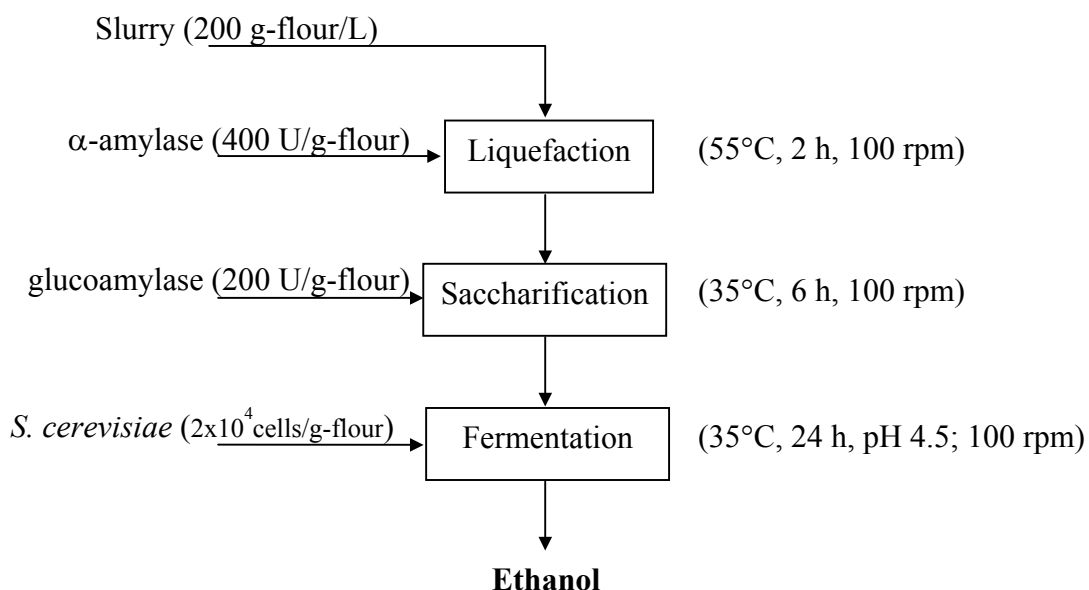 Slurry (200 g-flour/L)
α-amylase (400 U/g-flour)
Liquefaction
(55°C, 2 h, 100 rpm)
glucoamylase (200 U/g-flour)
Saccharification
(35°C, 6 h, 100 rpm)
S. cerevisiae (2x10⁴cells/g-flour)
Fermentation
(35°C, 24 h, pH 4.5; 100 rpm)
Ethanol